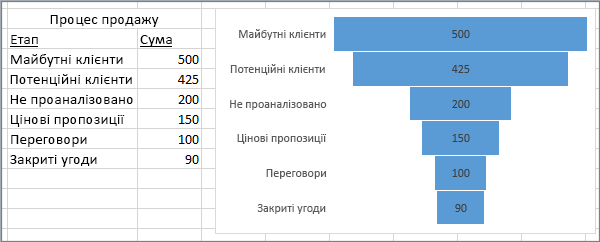 Процес продажу
Етап Сума
Майбутні клієнти 500
Потенційні клієнти 425
Не проаналізовано 200
Цінові пропозиції 150
Переговори 100
Закриті угоди 90
Майбутні клієнти 500
Потенційні клієнти 425
Не проаналізовано 200
Цінові пропозиції 150
Переговори 100
Закриті угоди 90